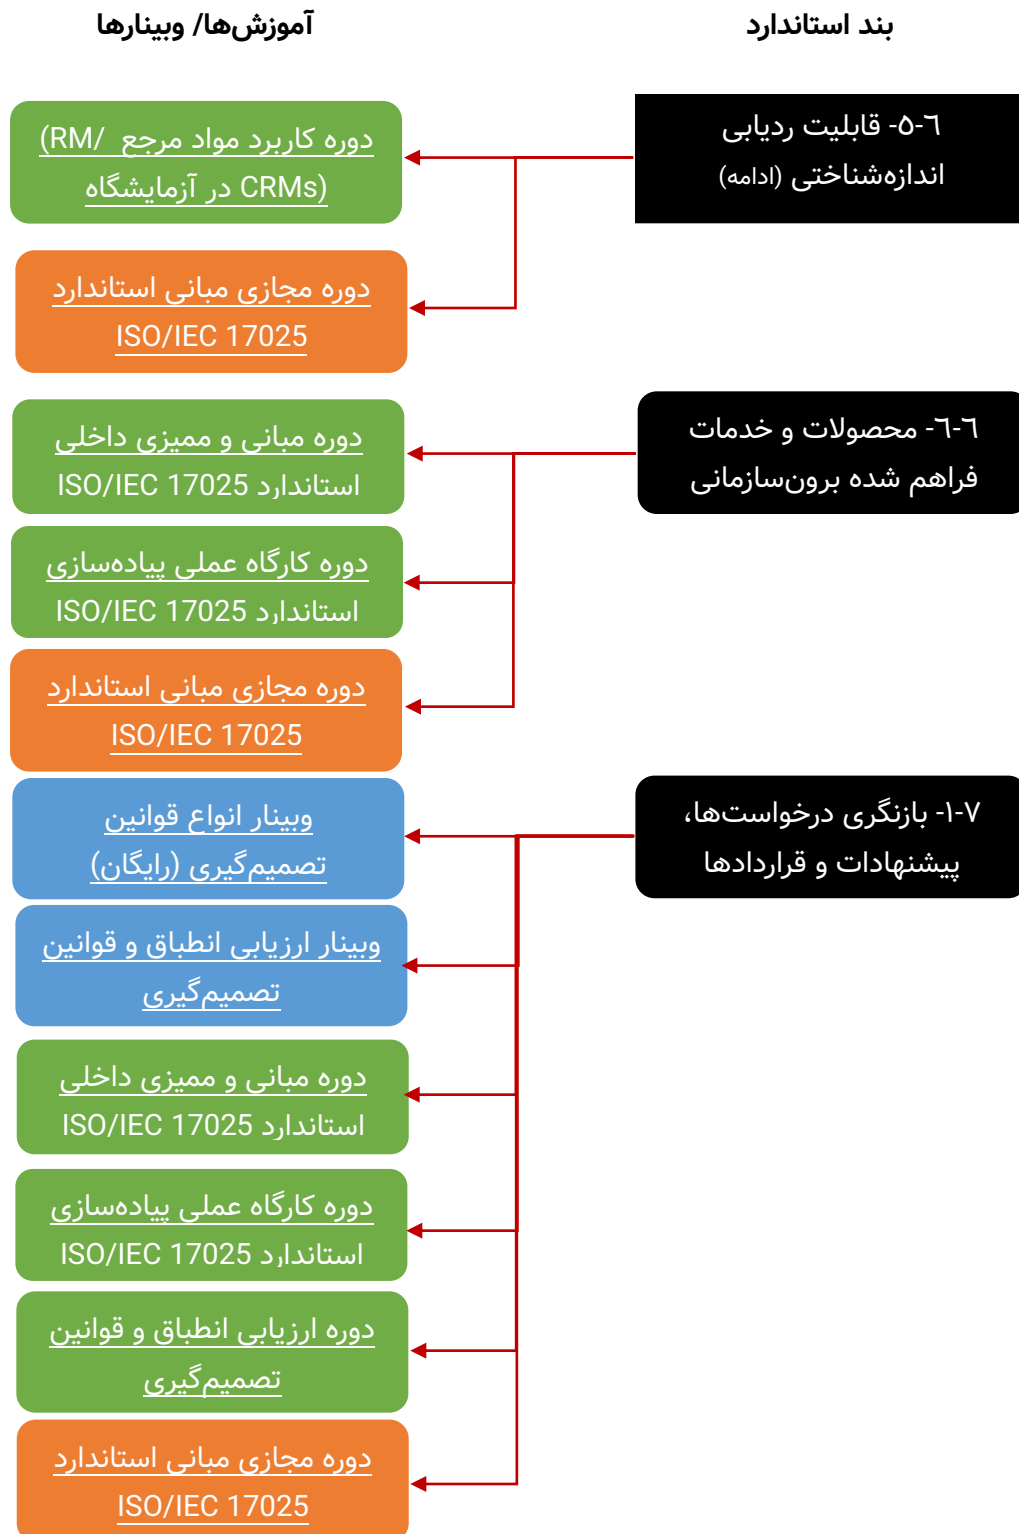 بند استاندارد
آموزش‌ها/ وبینارها
٦-٥- قابلیت ردیابی
اندازه‌شناختی (ادامه)
دوره کاربرد مواد مرجع (RM/
CRMs) در آزمایشگاه
دوره مجازی مبانی استاندارد
ISO/IEC 17025
٦-٦- محصولات و خدمات
فراهم شده برون‌سازمانی
دوره مبانی و ممیزی داخلی
استاندارد ISO/IEC 17025
دوره کارگاه عملی پیاده‌سازی
استاندارد ISO/IEC 17025
دوره مجازی مبانی استاندارد
ISO/IEC 17025
۷-۱- بازنگری درخواست‌ها،
پیشنهادات و قراردادها
وبینار انواع قوانین
تصمیم‌گیری (رایگان)
وبینار ارزیابی انطباق و قوانین
تصمیم‌گیری
دوره مبانی و ممیزی داخلی
استاندارد ISO/IEC 17025
دوره کارگاه عملی پیاده‌سازی
استاندارد ISO/IEC 17025
دوره ارزیابی انطباق و قوانین
تصمیم‌گیری
دوره مجازی مبانی استاندارد
ISO/IEC 17025